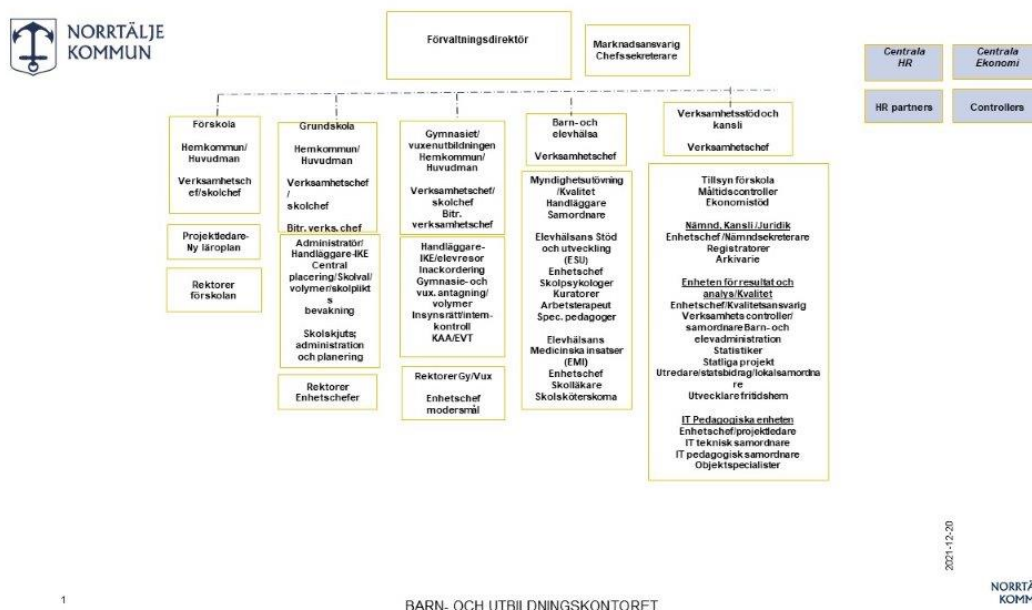 NORRTÄLJE
KOMMUN
Förvaltningsdirektör
Marknadsansvarig
Chefssekreterare
Centrala
HR
Centrala
Ekonomi
HR partners
Controllers
Förskola
Hemkommun/
Huvudman
Verksamhetsch
ef/skolchef
Projektledare-
Ny läroplan
Rektorer
förskolan
Grundskola
Hemkommun/
Huvudman
Verksamhetschef
/
skolchef
Bitr. verks. chef
Administratör/
Handläggare-IKE
Central
placering/Skolval/
volymer/skolplikt
s
bevakning
Skolskjuts;
administration
och planering
Rektorer
Enhetschefer
Gymnasiet/
vuxenutbildningen
Hemkommun/
Huvudman
Verksamhetschef/
skolchef
Bitr.
verksamhetschef
Handläggare-
IKE/elevresor
Inackordering
Gymnasie- och
vux. antagning/
volymer
Insynsrätt/intern-
kontroll
KAA/EVT
Rektorer Gy/Vux
Enhetschef
modersmål
Barn- och
elevhälsa
Verksamhetschef
Myndighetsutövning
/Kvalitet
Handläggare
Samordnare
Elevhälsans Stöd
och utveckling
(ESU)
Enhetschef
Skolpsykologer
Kuratorer
Arbetsterapeut
Spec. pedagoger
Elevhälsans
Medicinska insatser
(EMI)
Enhetschef
Skolläkare
Skolsköterskorna
Verksamhetsstöd och
kansli
Verksamhetschef
Tillsyn förskola
Måltidscontroller
Ekonomistöd
Nämnd, Kansli /Juridik
Enhetschef /Nämndsekreterare
Registratorer
Arkivarie
Enheten för resultat och
analys/Kvalitet
Enhetschef/Kvalitetsansvarig
Verksamhets controller/
samordnare Barn- och
elevadministration
Statistiker
Statliga projekt
Utredare/statsbidrag/lokalsamordna
re
Utvecklare fritidshem
IT Pedagogiska enheten
Enhetschef/projektledare
IT teknisk samordnare
IT pedagogisk samordnare
Objektspecialister
2021-12-20
1
BARN- OCH UTBILDNINGSKONTORET
NORRTÄ
KOMM